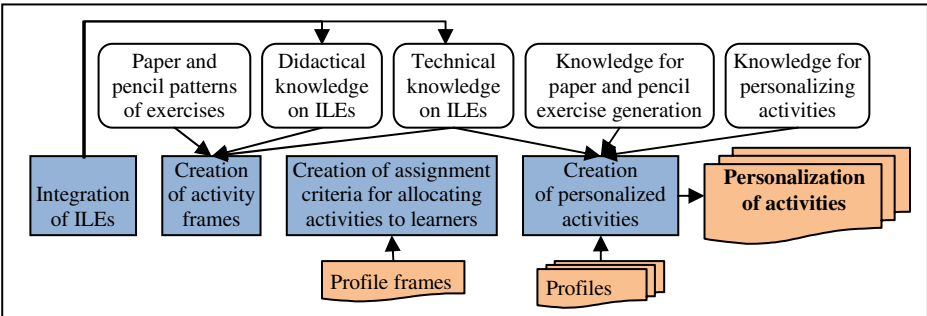 Paper and
pencil patterns
of exercises
Didactical
knowledge
on ILEs
Technical
knowledge
on ILEs
Knowledge for
paper and pencil
exercise generation
Knowledge for
personalizing
activities
Integration
of ILEs
Creation
of activity
frames
Creation of assignment
criteria for allocating
activities to learners
Creation
of personalized
activities
Personalization
of activities
Profile frames
Profiles